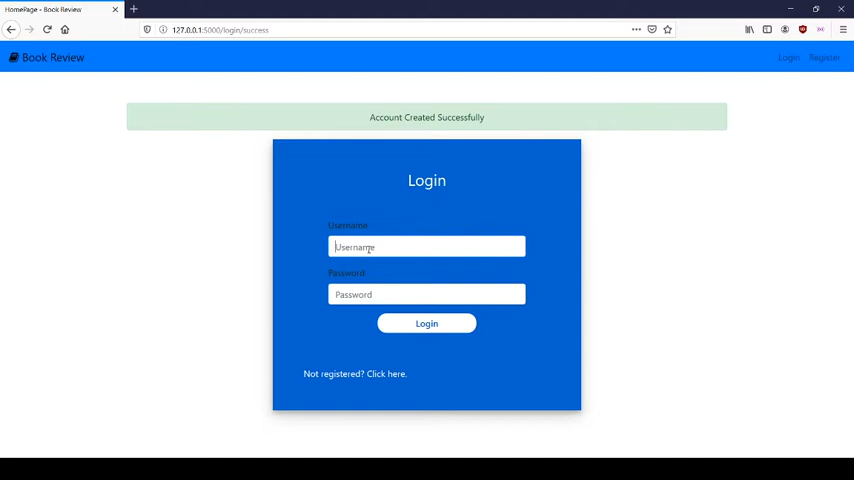 HomePage - Book Review
127.0.0.1:5000/login/success
Book Review
Login
Register
Account Created Successfully
Login
Username
Username
Password
Password
Login
Not registered? Click here.